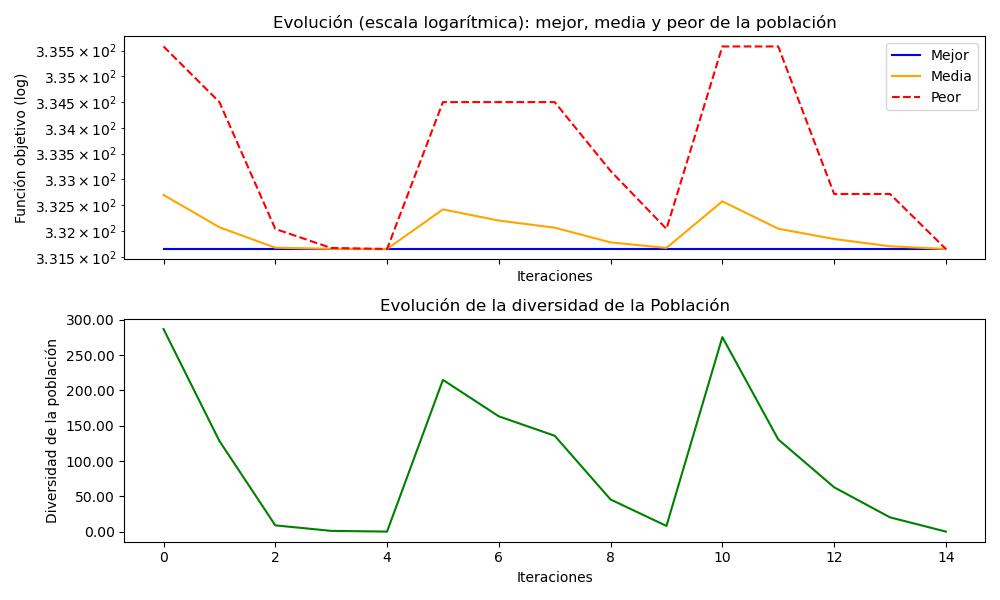 Evolución (escala logarítmica): mejor, media y peor de la población
Función objetivo (log)
3.355 × 10²
3.35 × 10²
3.345 × 10²
3.34 × 10²
3.335 × 10²
3.33 × 10²
3.325 × 10²
3.32 × 10²
3.315 × 10²
Mejor
Media
Peor
Iteraciones
Evolución de la diversidad de la Población
Diversidad de la población
300.00
250.00
200.00
150.00
100.00
50.00
0.00
0 2 4 6 8 10 12 14
Iteraciones